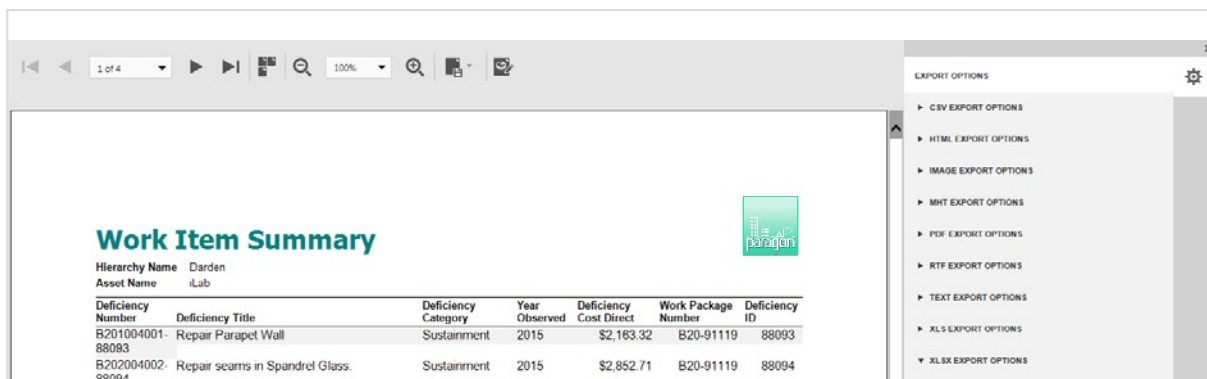 1 of 4
100%
EXPORT OPTIONS
CSV EXPORT OPTIONS
HTML EXPORT OPTIONS
IMAGE EXPORT OPTIONS
MHT EXPORT OPTIONS
PDF EXPORT OPTIONS
RTF EXPORT OPTIONS
TEXT EXPORT OPTIONS
XLS EXPORT OPTIONS
XLSX EXPORT OPTIONS
paragon
Work Item Summary
Hierarchy Name Darden
Asset Name iLab
Deficiency Number Deficiency Title Deficiency Category Year Observed Deficiency Cost Direct Work Package Number Deficiency ID
B201004001- Repair Parapet Wall Sustainment 2015 $2,163.32 B20-91119 88093
88093
B202004002- Repair seams in Spandrel Glass. Sustainment 2015 $2,852.71 B20-91119 88094
88094